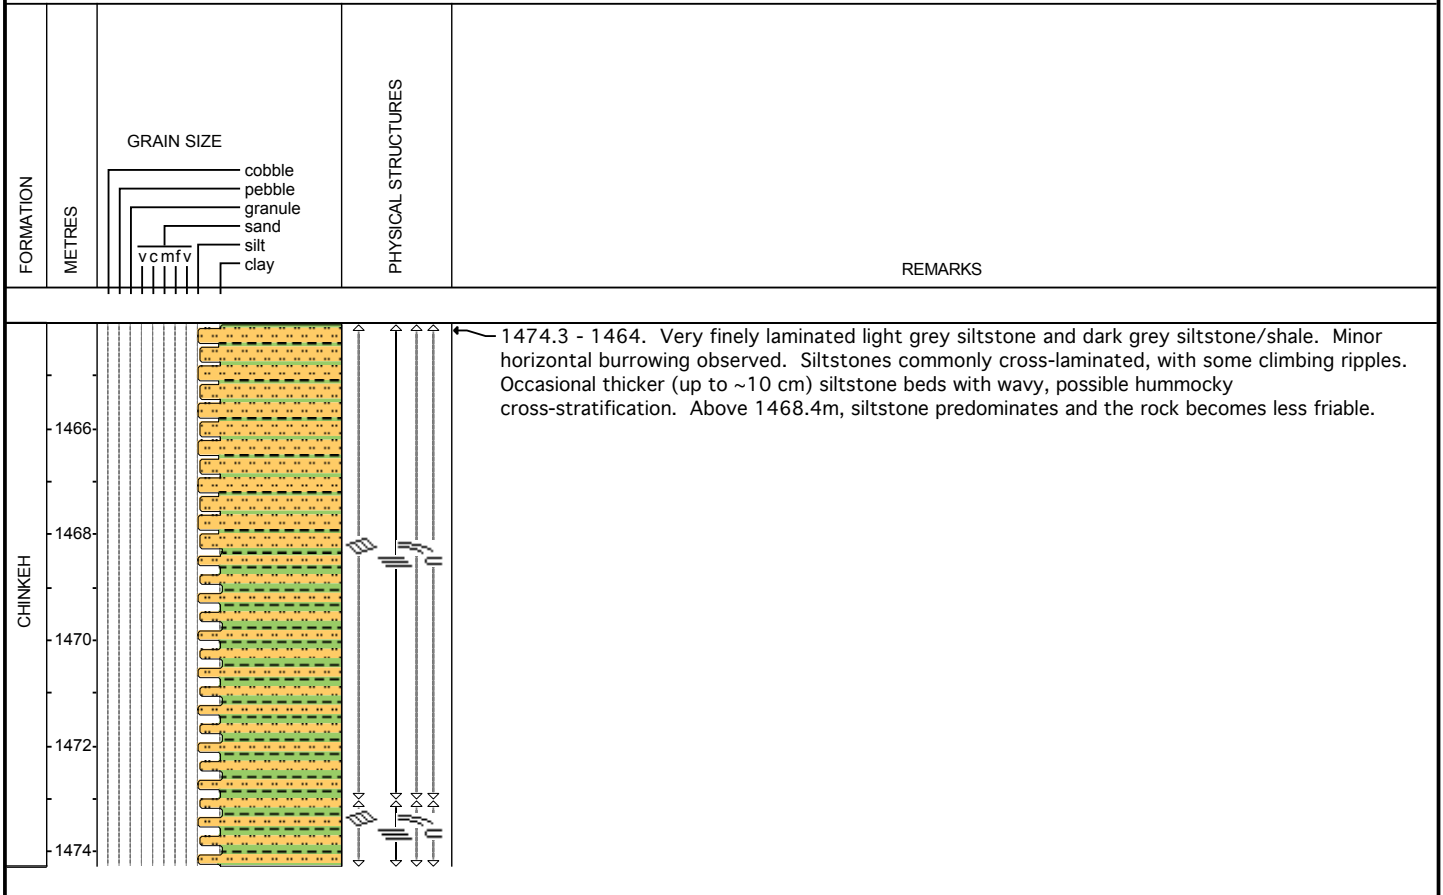 FORMATION
METRES
GRAIN SIZE
cobble
pebble
granule
sand
silt
clay
v c m f v
PHYSICAL STRUCTURES
REMARKS
CHINKEH
1466
1468
1470
1472
1474
1474.3 - 1464.  Very finely laminated light grey siltstone and dark grey siltstone/shale.  Minor
horizontal burrowing observed.  Siltstones commonly cross-laminated, with some climbing ripples.
Occasional thicker (up to ~10 cm) siltstone beds with wavy, possible hummocky
cross-stratification.  Above 1468.4m, siltstone predominates and the rock becomes less friable.